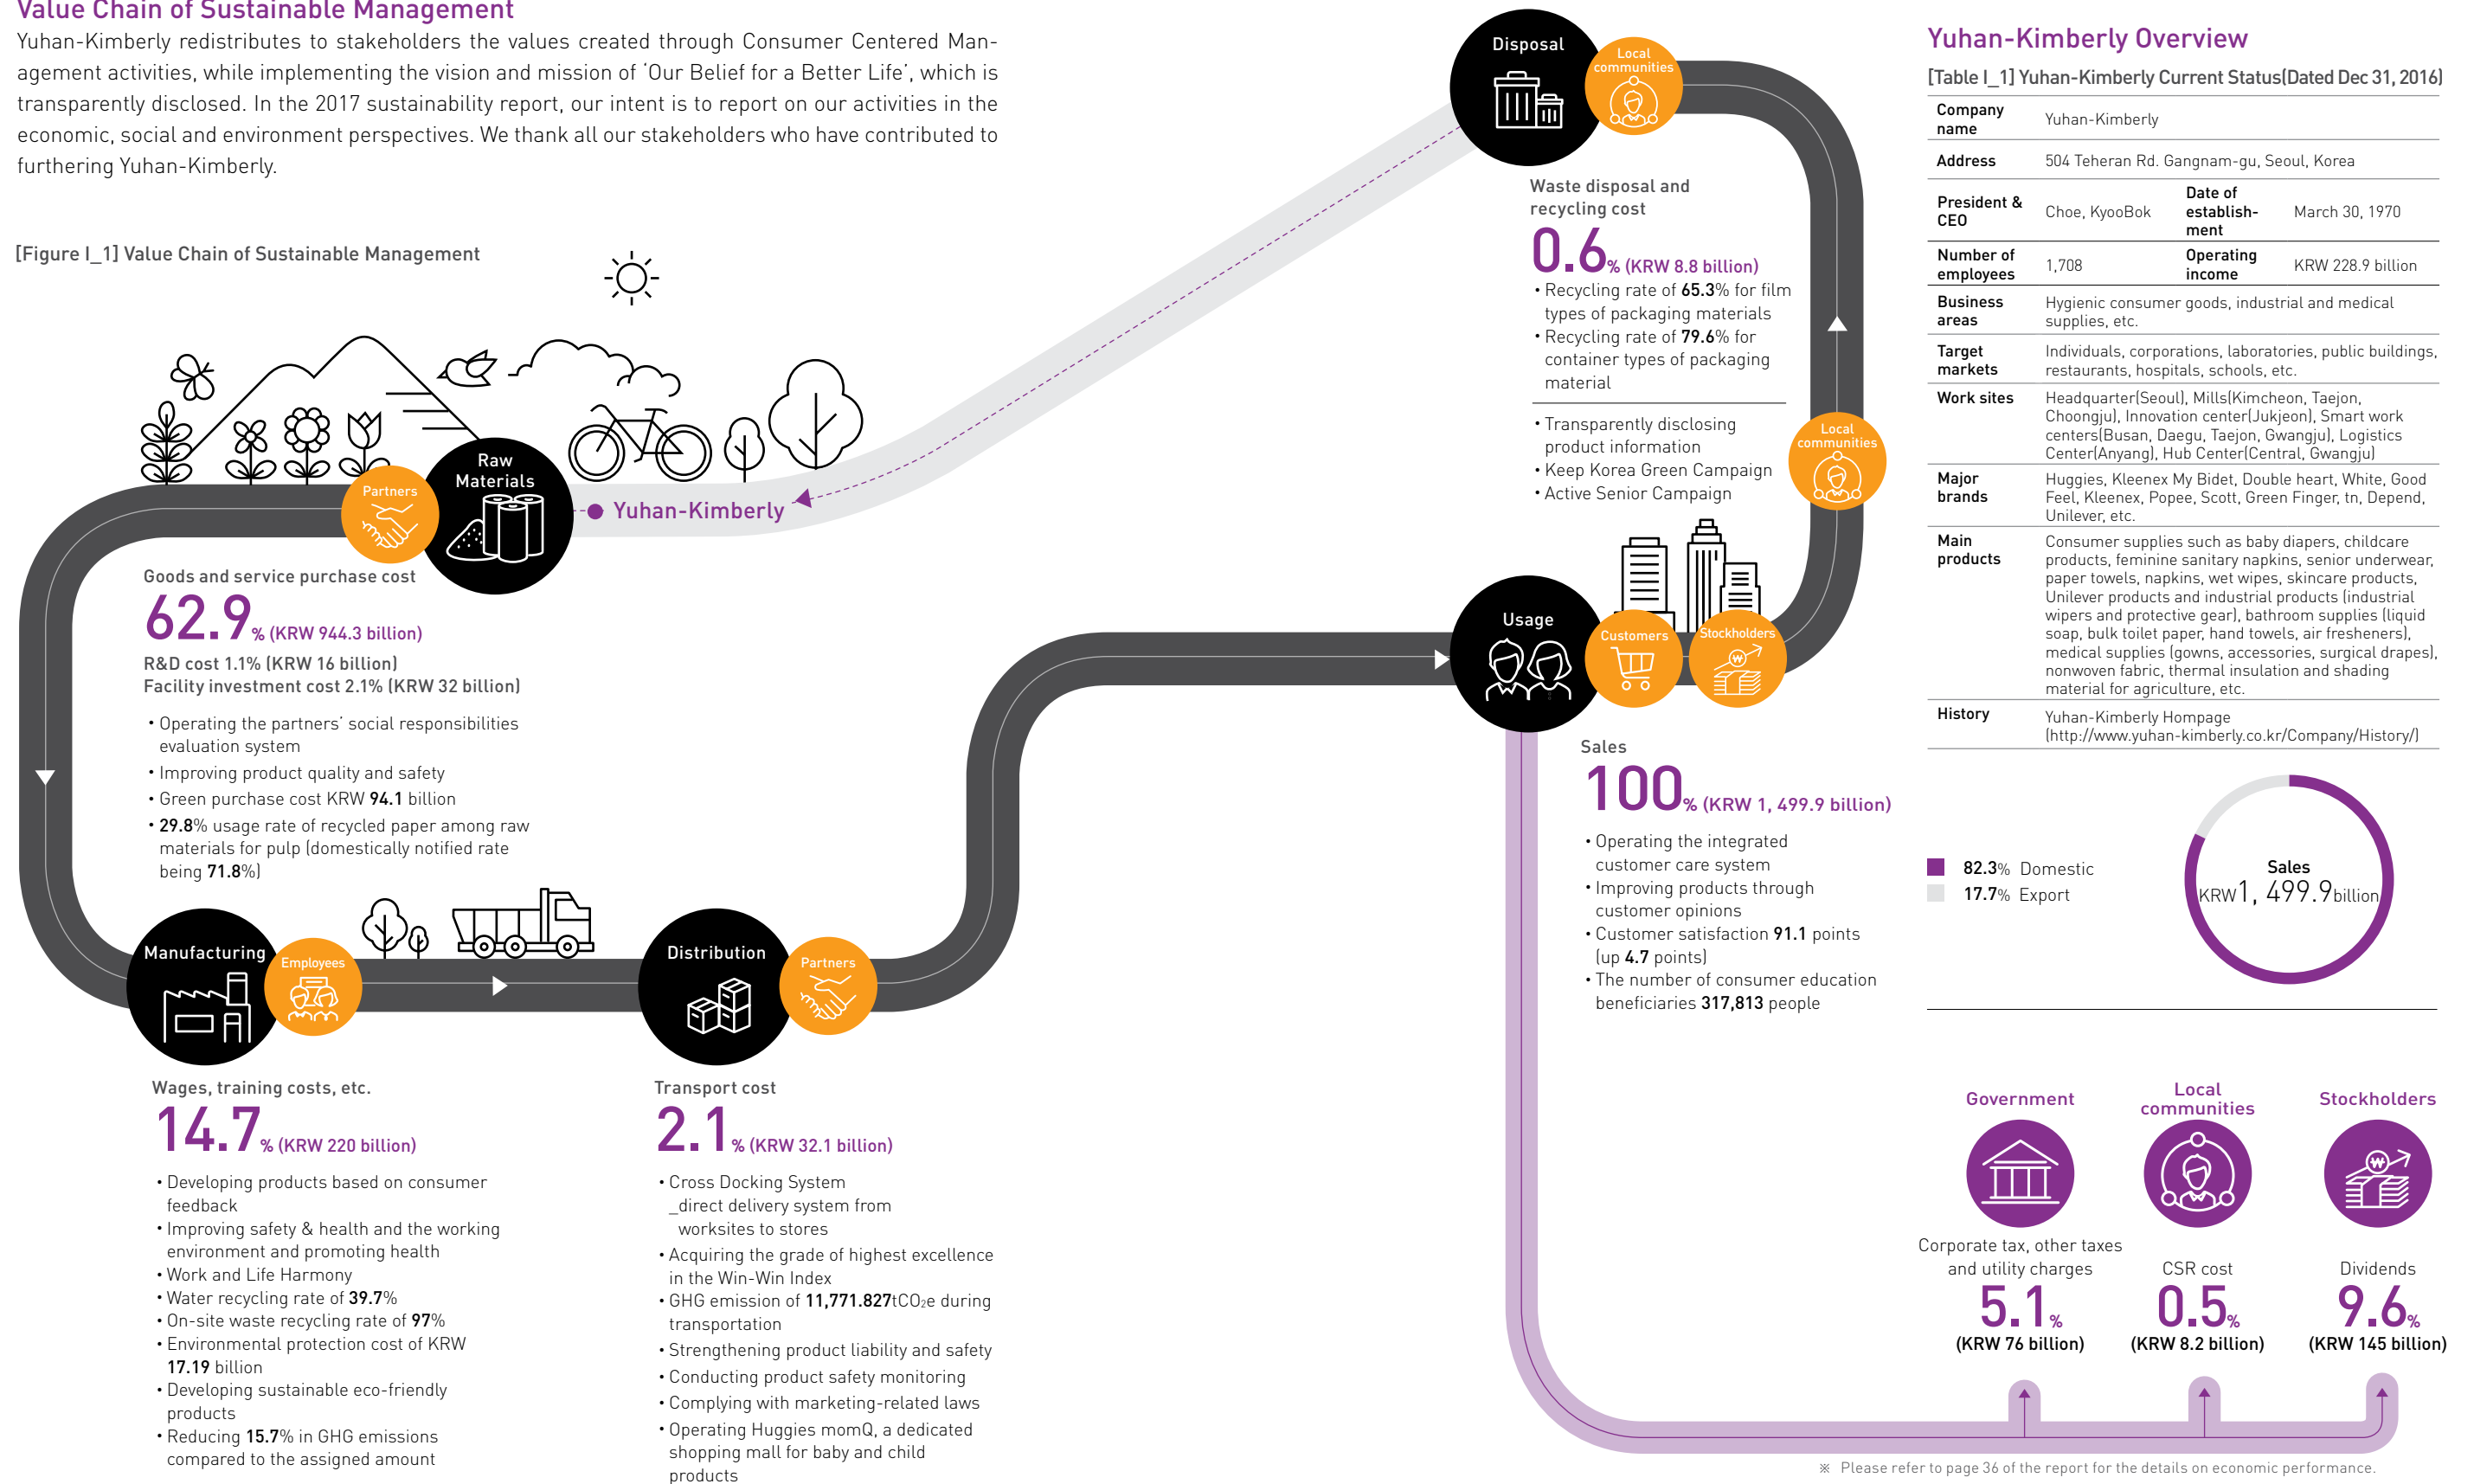 Value Chain of Sustainable Management
Yuhan-Kimberly redistributes to stakeholders the values created through Consumer Centered Man-
agement activities, while implementing the vision and mission of ‘Our Belief for a Better Life’, which is
transparently disclosed. In the 2017 sustainability report, our intent is to report on our activities in the
economic, social and environment perspectives. We thank all our stakeholders who have contributed to
furthering Yuhan-Kimberly.
[Figure I_1] Value Chain of Sustainable Management
Raw
Materials
Partners
Yuhan-Kimberly
Goods and service purchase cost
62.9% (KRW 944.3 billion)
R&D cost 1.1% (KRW 16 billion)
Facility investment cost 2.1% (KRW 32 billion)
• Operating the partners’ social responsibilities
evaluation system
• Improving product quality and safety
• Green purchase cost KRW 94.1 billion
• 29.8% usage rate of recycled paper among raw
materials for pulp (domestically notified rate
being 71.8%)
Manufacturing
Employees
Wages, training costs, etc.
14.7% (KRW 220 billion)
• Developing products based on consumer
feedback
• Improving safety & health and the working
environment and promoting health
• Work and Life Harmony
• Water recycling rate of 39.7%
• On-site waste recycling rate of 97%
• Environmental protection cost of KRW
17.19 billion
• Developing sustainable eco-friendly
products
• Reducing 15.7% in GHG emissions
compared to the assigned amount
Distribution
Partners
Transport cost
2.1% (KRW 32.1 billion)
• Cross Docking System
_direct delivery system from
worksites to stores
• Acquiring the grade of highest excellence
in the Win-Win Index
• GHG emission of 11,771.827tCO₂e during
transportation
• Strengthening product liability and safety
• Conducting product safety monitoring
• Complying with marketing-related laws
• Operating Huggies momQ, a dedicated
shopping mall for baby and child
products
Usage
Customers
Stockholders
₩
Sales
100% (KRW 1, 499.9 billion)
• Operating the integrated
customer care system
• Improving products through
customer opinions
• Customer satisfaction 91.1 points
(up 4.7 points)
• The number of consumer education
beneficiaries 317,813 people
Local
communities
Disposal
Local
communities
Waste disposal and
recycling cost
0.6% (KRW 8.8 billion)
• Recycling rate of 65.3% for film
types of packaging materials
• Recycling rate of 79.6% for
container types of packaging
material
• Transparently disclosing
product information
• Keep Korea Green Campaign
• Active Senior Campaign
Yuhan-Kimberly Overview
[Table I_1] Yuhan-Kimberly Current Status(Dated Dec 31, 2016)
Company
name
Yuhan-Kimberly
Address
504 Teheran Rd. Gangnam-gu, Seoul, Korea
President &
CEO
Choe, KyooBok
Date of
establish-
ment
March 30, 1970
Number of
employees
1,708
Operating
income
KRW 228.9 billion
Business
areas
Hygienic consumer goods, industrial and medical
supplies, etc.
Target
markets
Individuals, corporations, laboratories, public buildings,
restaurants, hospitals, schools, etc.
Work sites
Headquarter(Seoul), Mills(Kimcheon, Taejon,
Choongju), Innovation center(Jukjeon), Smart work
centers(Busan, Daegu, Taejon, Gwangju), Logistics
Center(Anyang), Hub Center(Central, Gwangju)
Major
brands
Huggies, Kleenex My Bidet, Double heart, White, Good
Feel, Kleenex, Popee, Scott, Green Finger, tn, Depend,
Unilever, etc.
Main
products
Consumer supplies such as baby diapers, childcare
products, feminine sanitary napkins, senior underwear,
paper towels, napkins, wet wipes, skincare products,
Unilever products and industrial products (industrial
wipers and protective gear), bathroom supplies (liquid
soap, bulk toilet paper, hand towels, air fresheners),
medical supplies (gowns, accessories, surgical drapes),
nonwoven fabric, thermal insulation and shading
material for agriculture, etc.
History
Yuhan-Kimberly Hompage
(http://www.yuhan-kimberly.co.kr/Company/History/)
82.3% Domestic
17.7% Export
Sales
KRW1, 499.9billion
Government
Corporate tax, other taxes
and utility charges
5.1%
(KRW 76 billion)
Local
communities
CSR cost
0.5%
(KRW 8.2 billion)
Stockholders
₩
Dividends
9.6%
(KRW 145 billion)
※ Please refer to page 36 of the report for the details on economic performance.